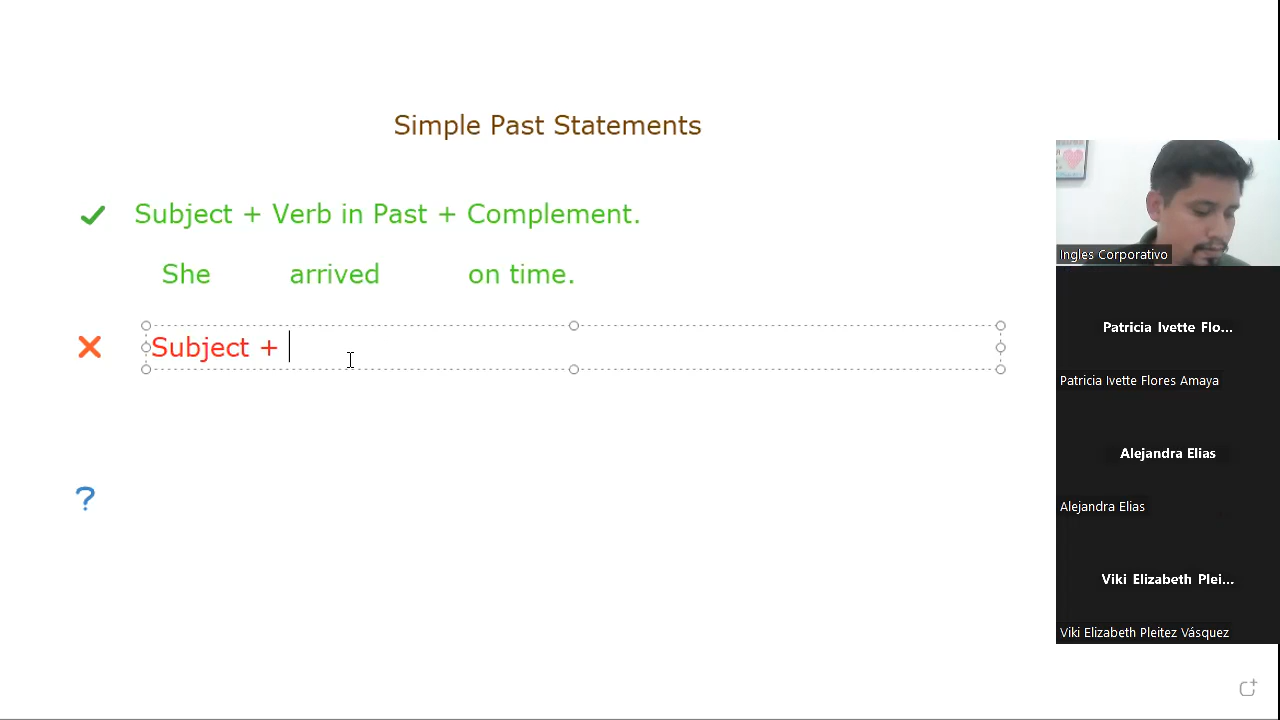 Simple Past Statements
Subject + Verb in Past + Complement.
She arrived on time.
Subject +
?
Ingles Corporativo
Patricia Ivette Flo...
Patricia Ivette Flores Amaya
Alejandra Elias
Alejandra Elias
Viki Elizabeth Plei...
Viki Elizabeth Pleitez Vásquez